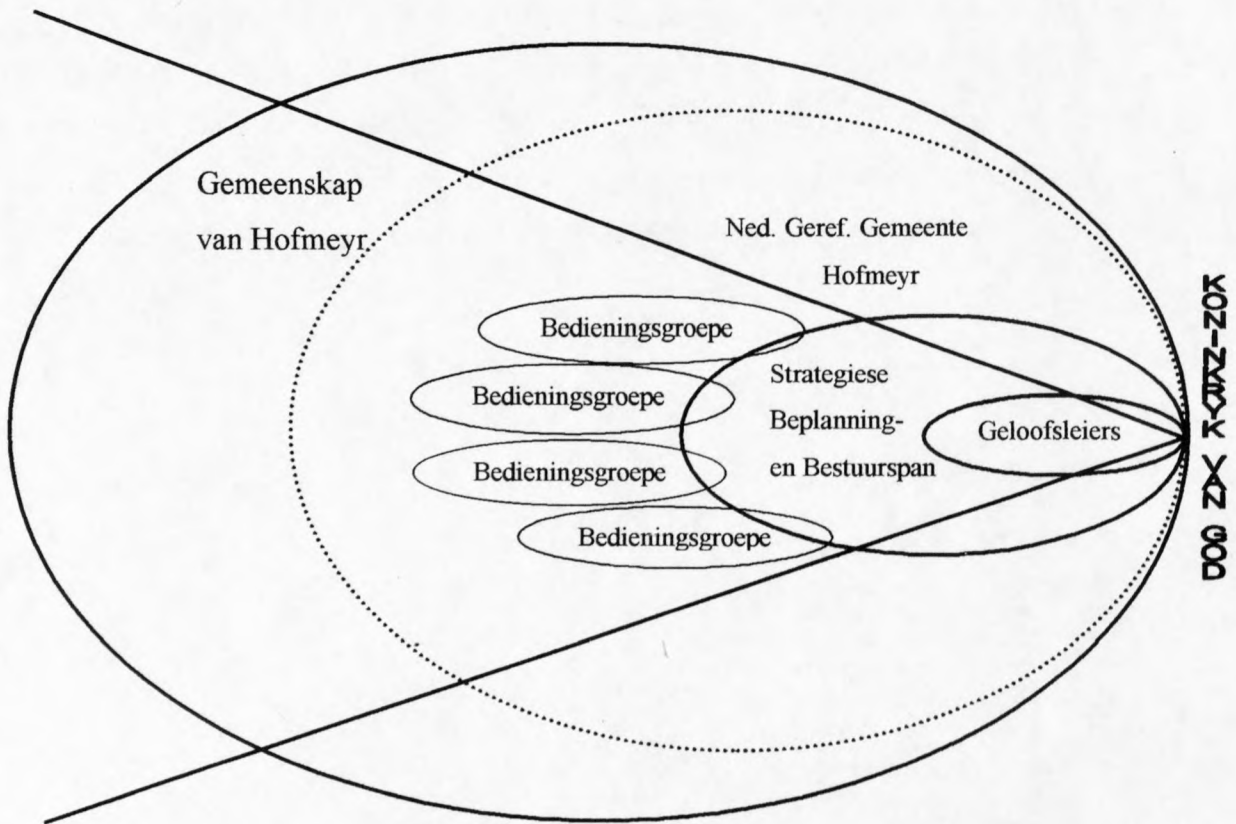 Gemeenskap
van Hofmeyr
Ned. Geref. Gemeente
Hofmeyr
Bedieningsgroepe
Bedieningsgroepe
Bedieningsgroepe
Bedieningsgroepe
Strategiese
Beplanning-
en Bestuurspan
Geloofsleiers
KONINKRYK VAN GOD